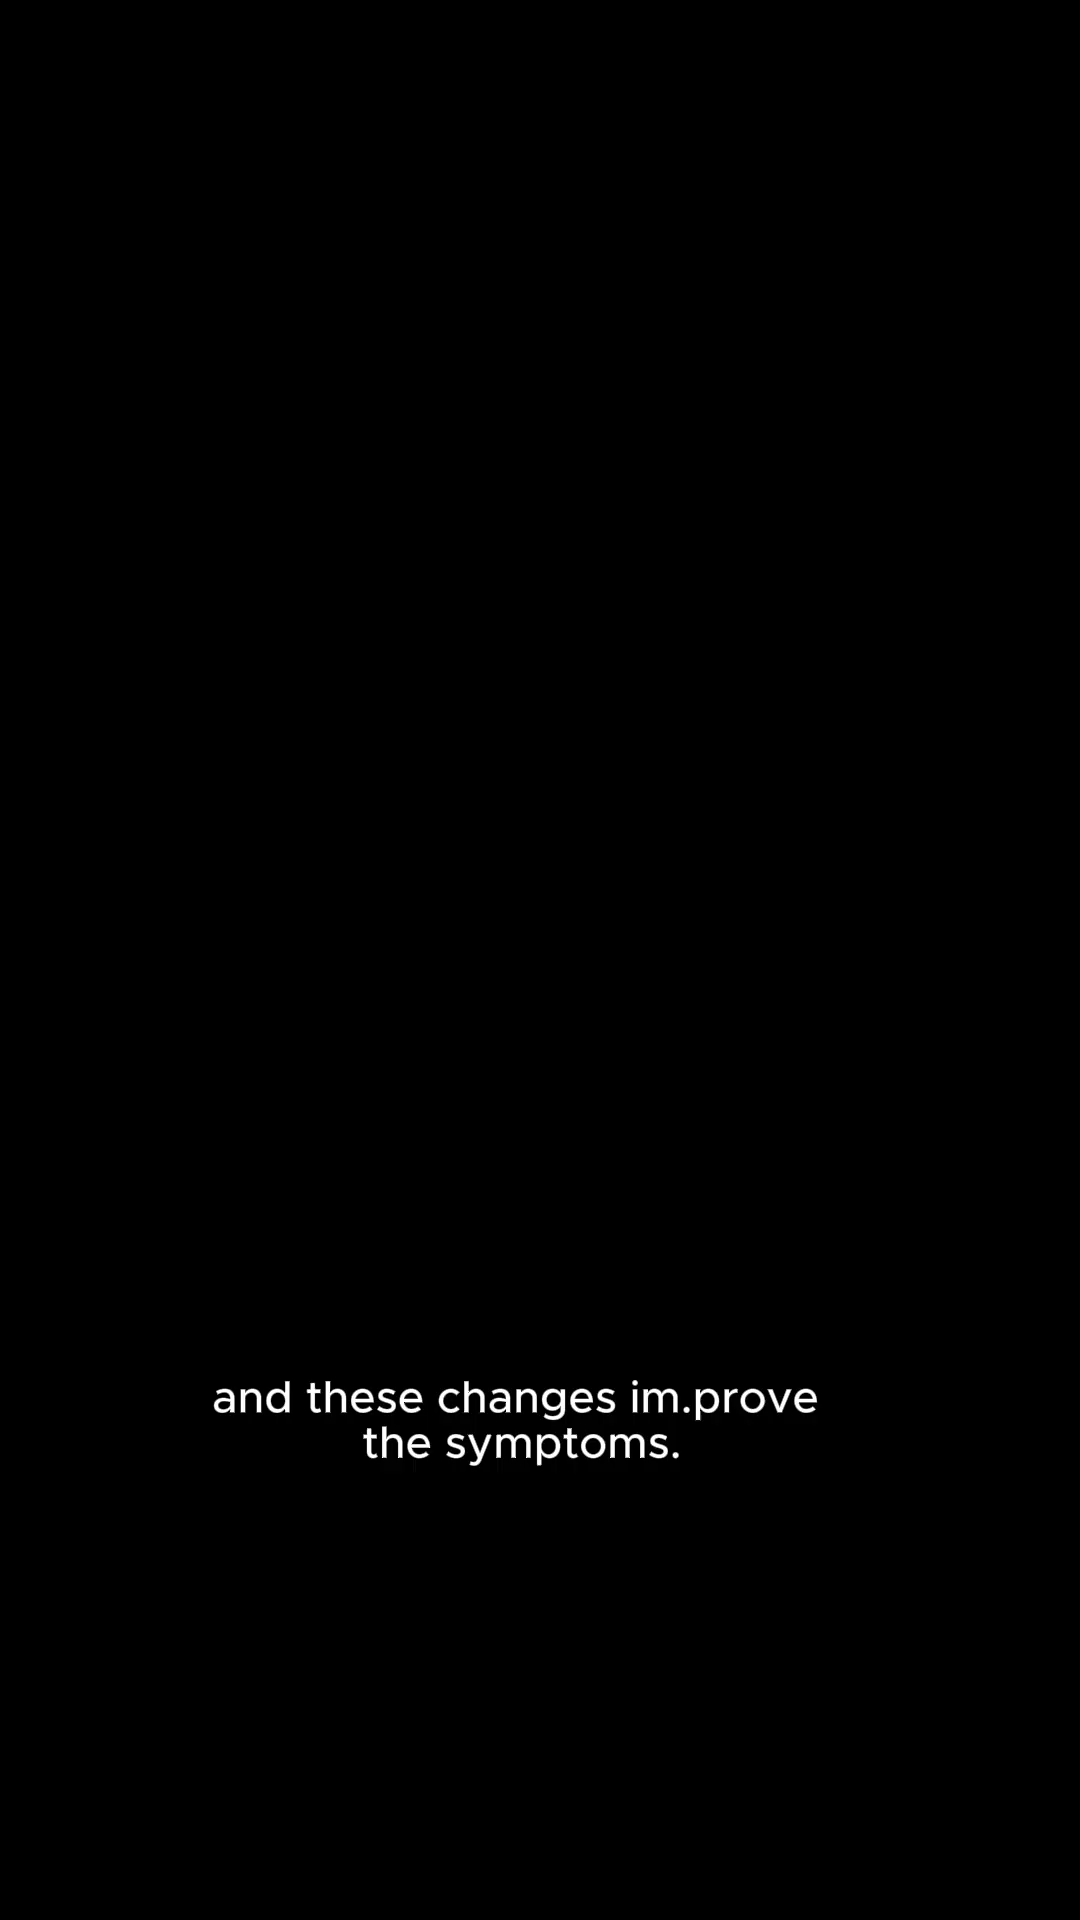 and these changes im.prove
the symptoms.